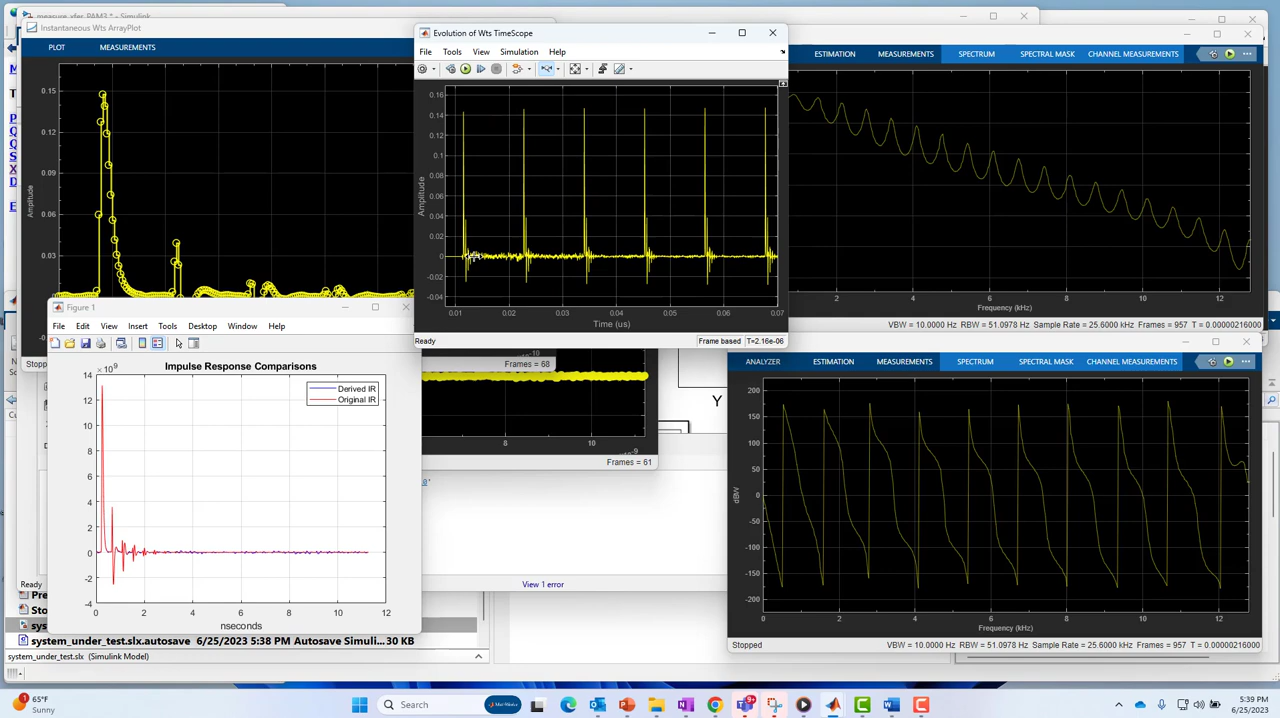 measure_xfer_PAM3 * - Simulink
Instantaneous Wts ArrayPlot
PLOT MEASUREMENTS
0.15
0.12
0.09
0.06
0.03
Amplitude
Evolution of Wts TimeScope
File Tools View Simulation Help
0.16
0.14
0.12
0.1
0.08
0.06
0.04
0.02
0
-0.02
-0.04
Amplitude
0.01 0.02 0.03 0.04 0.05 0.06 0.07
Time (us)
Ready Frame based T=2.16e-06
ESTIMATION MEASUREMENTS SPECTRUM SPECTRAL MASK CHANNEL MEASUREMENTS
2 4 6 8 10 12
Frequency (kHz)
VBW = 10.0000 Hz RBW = 51.0978 Hz Sample Rate = 25.6000 kHz Frames = 957 T = 0.00000216000
Figure 1
File Edit View Insert Tools Desktop Window Help
Impulse Response Comparisons
× 10⁹
Derived IR
Original IR
14
12
10
8
6
4
2
0
-2
-4
0 2 4 6 8 10 12
nseconds
Frames = 68
8 10
Frames = 61
Y
View 1 error
ANALYZER ESTIMATION MEASUREMENTS SPECTRUM SPECTRAL MASK CHANNEL MEASUREMENTS
200
150
100
50
0
-50
-100
-150
-200
dBW
2 4 6 8 10 12
Frequency (kHz)
Stopped VBW = 10.0000 Hz RBW = 51.0978 Hz Sample Rate = 25.6000 kHz Frames = 957 T = 0.0000021600
Ready
system_under_test.slx.autosave 6/25/2023 5:38 PM Autosave Simuli... 30 KB
system_under_test.slx (Simulink Model)
65°F
Sunny
Search
5:39 PM
6/25/2023